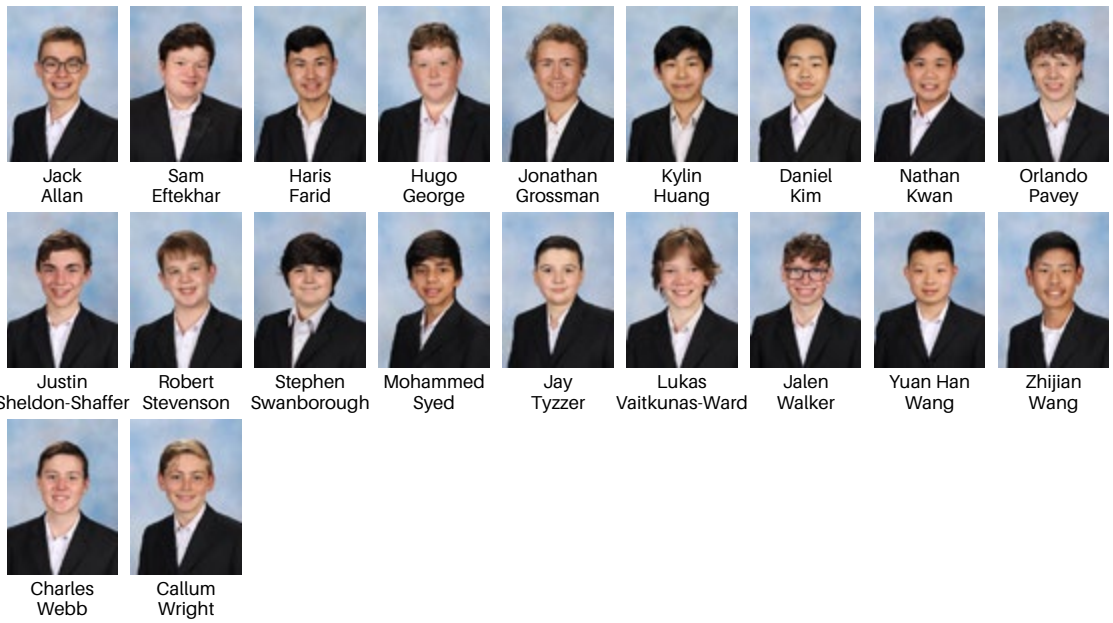 Jack
Allan
Sam
Eftekhar
Haris
Farid
Hugo
George
Jonathan
Grossman
Kylin
Huang
Daniel
Kim
Nathan
Kwan
Orlando
Pavey
Justin
Sheldon-Shaffer
Robert
Stevenson
Stephen
Swanborough
Mohammed
Syed
Jay
Tyzzer
Lukas
Vaitkunas-Ward
Jalen
Walker
Yuan Han
Wang
Zhijian
Wang
Charles
Webb
Callum
Wright